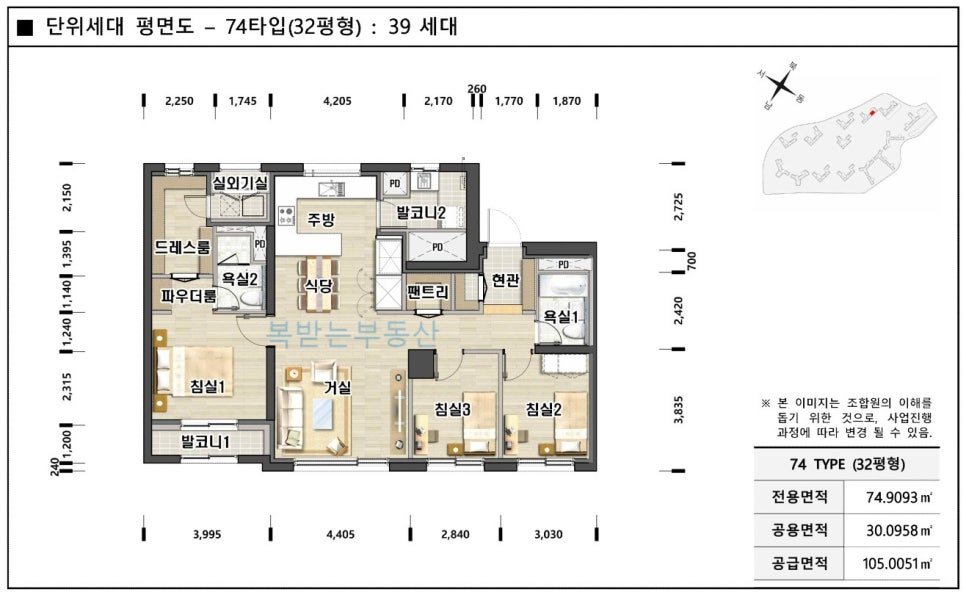 ■ 단위세대 평면도 – 74타입(32평형) : 39 세대
260
2,250 1,745 4,205 2,170 1,770 1,870
북
서
동
남
2,150
1,395
1,140
1,240
2,315
1,200
240
실외기실
PD
주방
발코니2
드레스룸
PD
PD
욕실2
현관
PD
파우더룸
식당
팬트리
욕실1
복받는부동산
침실1
거실
침실3
침실2
발코니1
2,725
700
2,420
3,835
3,995 4,405 2,840 3,030
※ 본 이미지는 조합원의 이해를
돕기 위한 것으로, 사업진행
과정에 따라 변경 될 수 있음.
74 TYPE (32평형)
전용면적 74.9093㎡
공용면적 30.0958㎡
공급면적 105.0051㎡